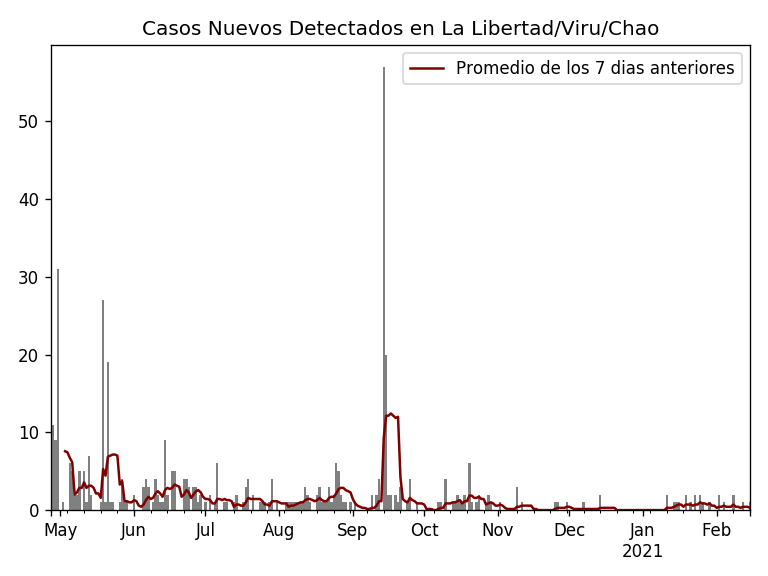 Casos Nuevos Detectados en La Libertad/Viru/Chao
Promedio de los 7 dias anteriores
50
40
30
20
10
0
May Jun Jul Aug Sep Oct Nov Dec Jan Feb
2021